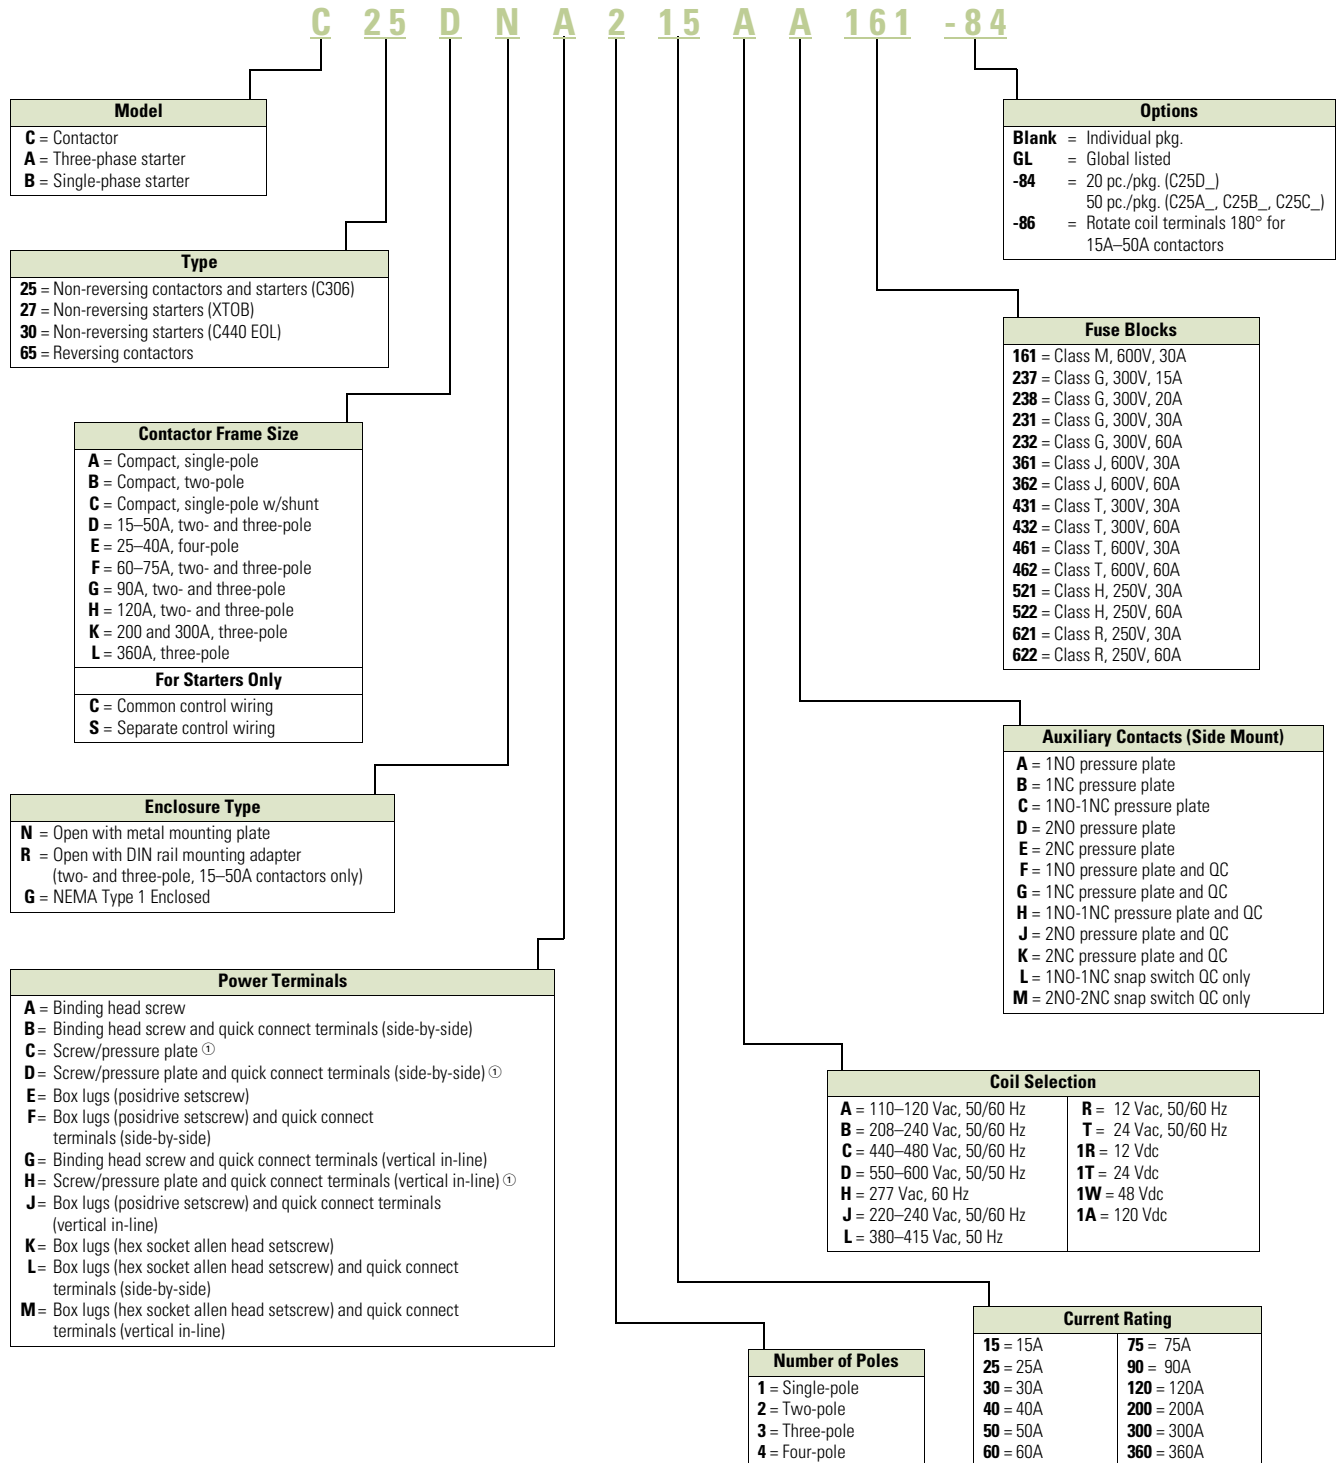 C 25 D N A 2 15 A A 161 -84
Model
C = Contactor
A = Three-phase starter
B = Single-phase starter
Type
25 = Non-reversing contactors and starters (C306)
27 = Non-reversing starters (XTOB)
30 = Non-reversing starters (C440 EOL)
65 = Reversing contactors
Contactor Frame Size
A = Compact, single-pole
B = Compact, two-pole
C = Compact, single-pole w/shunt
D = 15–50A, two- and three-pole
E = 25–40A, four-pole
F = 60–75A, two- and three-pole
G = 90A, two- and three-pole
H = 120A, two- and three-pole
K = 200 and 300A, three-pole
L = 360A, three-pole
For Starters Only
C = Common control wiring
S = Separate control wiring
Enclosure Type
N = Open with metal mounting plate
R = Open with DIN rail mounting adapter
(two- and three-pole, 15–50A contactors only)
G = NEMA Type 1 Enclosed
Power Terminals
A = Binding head screw
B = Binding head screw and quick connect terminals (side-by-side)
C = Screw/pressure plate ①
D = Screw/pressure plate and quick connect terminals (side-by-side) ①
E = Box lugs (posidrive setscrew)
F = Box lugs (posidrive setscrew) and quick connect
terminals (side-by-side)
G = Binding head screw and quick connect terminals (vertical in-line)
H = Screw/pressure plate and quick connect terminals (vertical in-line) ①
J = Box lugs (posidrive setscrew) and quick connect terminals
(vertical in-line)
K = Box lugs (hex socket allen head setscrew)
L = Box lugs (hex socket allen head setscrew) and quick connect
terminals (side-by-side)
M = Box lugs (hex socket allen head setscrew) and quick connect
terminals (vertical in-line)
Options
Blank = Individual pkg.
GL = Global listed
-84 = 20 pc./pkg. (C25D_)
50 pc./pkg. (C25A_, C25B_, C25C_)
-86 = Rotate coil terminals 180° for
15A–50A contactors
Fuse Blocks
161 = Class M, 600V, 30A
237 = Class G, 300V, 15A
238 = Class G, 300V, 20A
231 = Class G, 300V, 30A
232 = Class G, 300V, 60A
361 = Class J, 600V, 30A
362 = Class J, 600V, 60A
431 = Class T, 300V, 30A
432 = Class T, 300V, 60A
461 = Class T, 600V, 30A
462 = Class T, 600V, 60A
521 = Class H, 250V, 30A
522 = Class H, 250V, 60A
621 = Class R, 250V, 30A
622 = Class R, 250V, 60A
Auxiliary Contacts (Side Mount)
A = 1NO pressure plate
B = 1NC pressure plate
C = 1NO-1NC pressure plate
D = 2NO pressure plate
E = 2NC pressure plate
F = 1NO pressure plate and QC
G = 1NC pressure plate and QC
H = 1NO-1NC pressure plate and QC
J = 2NO pressure plate and QC
K = 2NC pressure plate and QC
L = 1NO-1NC snap switch QC only
M = 2NO-2NC snap switch QC only
Coil Selection
A = 110–120 Vac, 50/60 Hz
B = 208–240 Vac, 50/60 Hz
C = 440–480 Vac, 50/60 Hz
D = 550–600 Vac, 50/50 Hz
H = 277 Vac, 60 Hz
J = 220–240 Vac, 50/60 Hz
L = 380–415 Vac, 50 Hz
R = 12 Vac, 50/60 Hz
T = 24 Vac, 50/60 Hz
1R = 12 Vdc
1T = 24 Vdc
1W = 48 Vdc
1A = 120 Vdc
Number of Poles
1 = Single-pole
2 = Two-pole
3 = Three-pole
4 = Four-pole
Current Rating
15 = 15A
25 = 25A
30 = 30A
40 = 40A
50 = 50A
60 = 60A
75 = 75A
90 = 90A
120 = 120A
200 = 200A
300 = 300A
360 = 360A